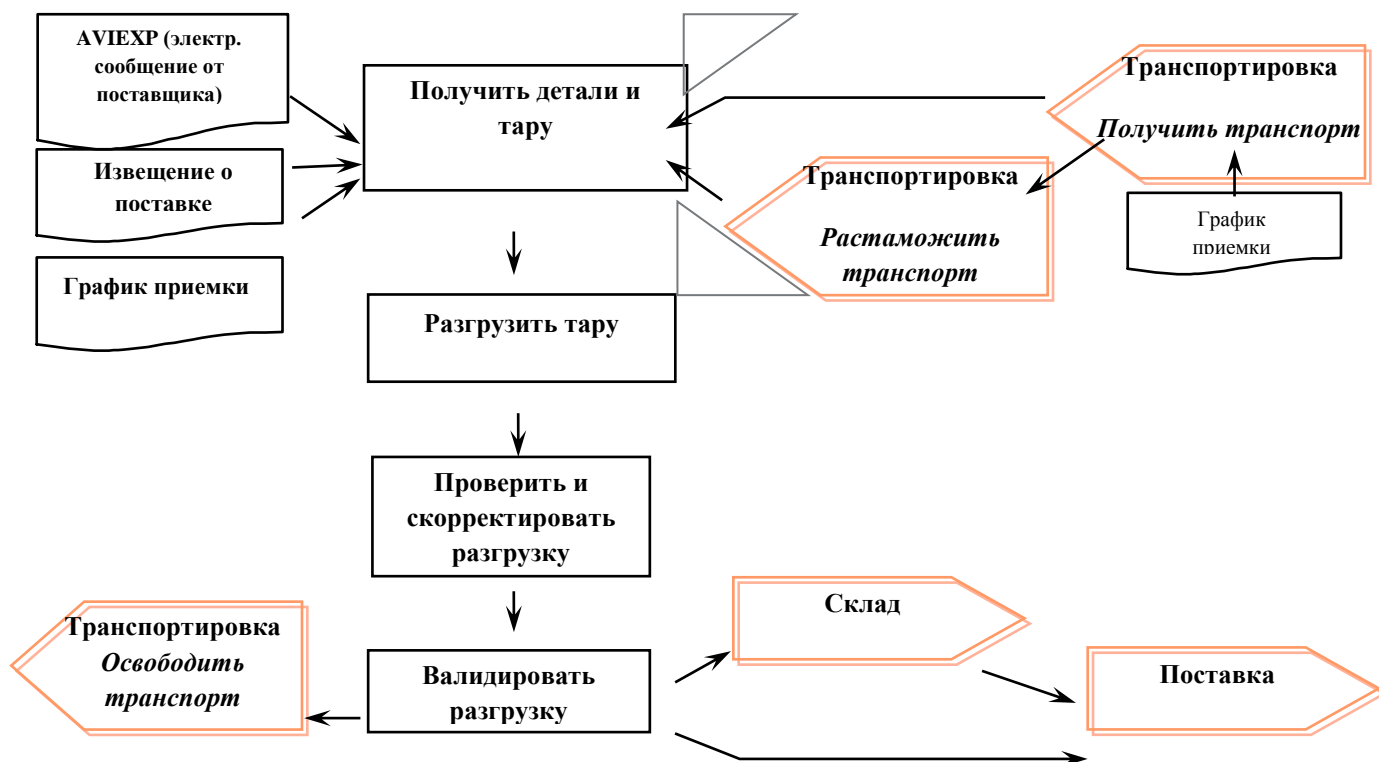 AVIEXP (электр.
сообщение от
поставщика)
Извещение о
поставке
График приемки
Получить детали и
тару
Транспортировка
Получить транспорт
Транспортировка
Растаможить
транспорт
График
приемки
Разгрузить тару
Проверить и
скорректировать
разгрузку
Валидировать
разгрузку
Транспортировка
Освободить
транспорт
Склад
Поставка